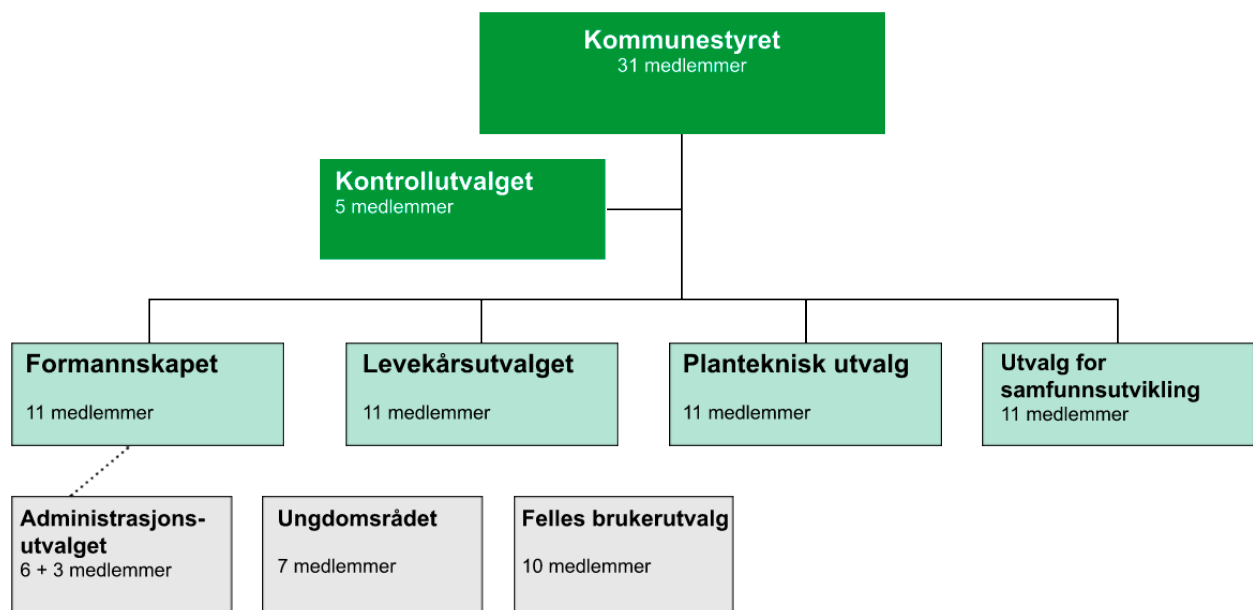 Kommunestyret
31 medlemmer
Kontrollutvalget
5 medlemmer
Formannskapet
11 medlemmer
Levekårsutvalget
11 medlemmer
Planteknisk utvalg
11 medlemmer
Utvalg for
samfunnsutvikling
11 medlemmer
Administrasjons-
utvalget
6 + 3 medlemmer
Ungdomsrådet
7 medlemmer
Felles brukerutvalg
10 medlemmer